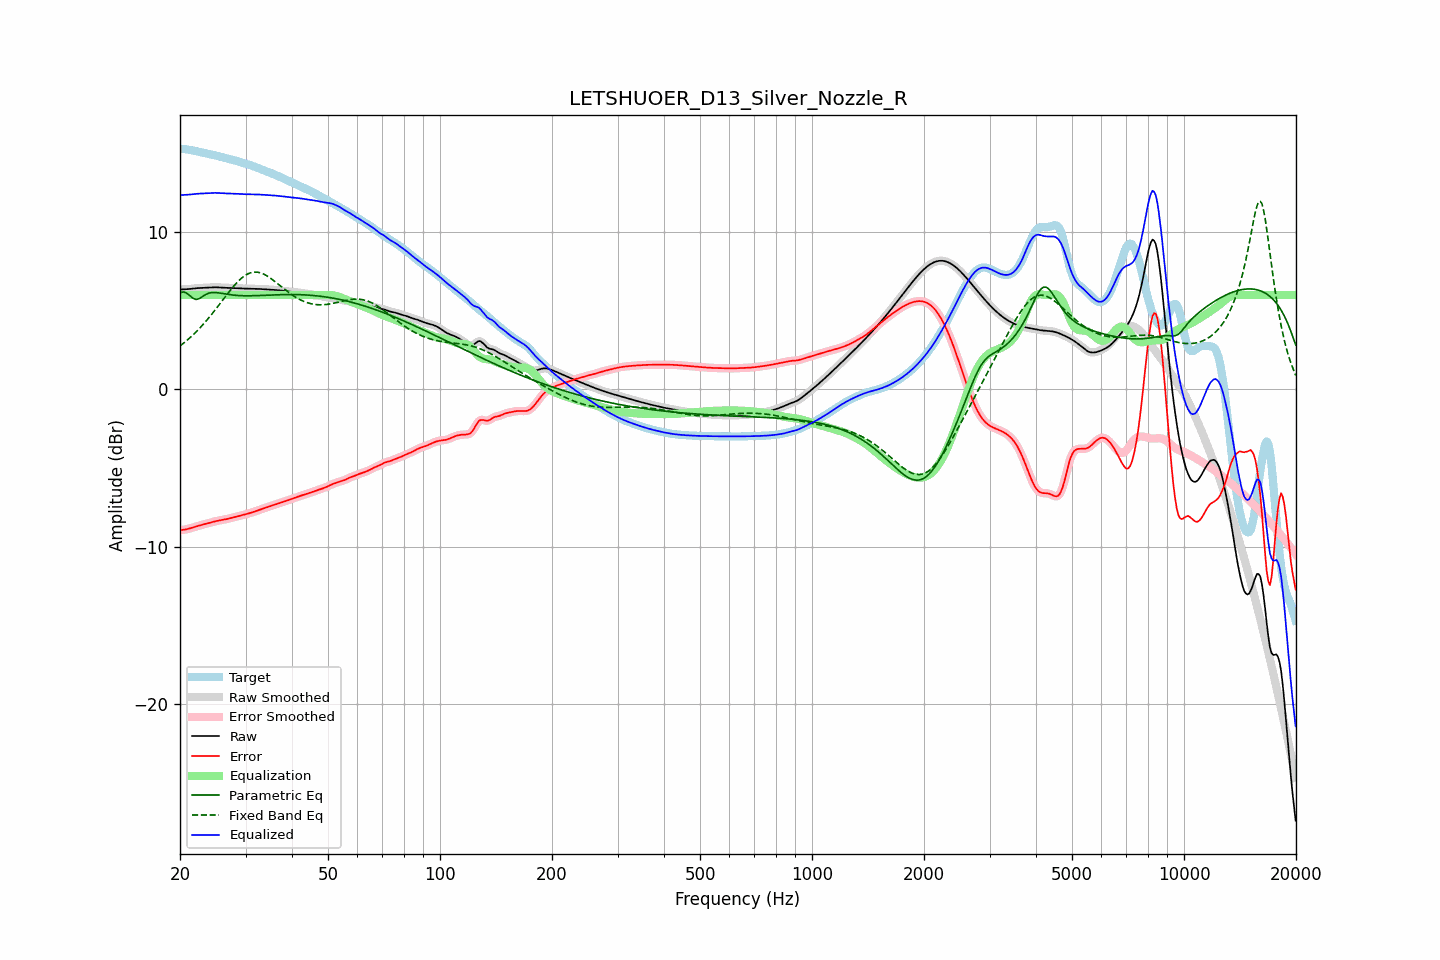 LETSHUOER_D13_Silver_Nozzle_R
Amplitude (dBr)
10
0
−10
−20
Target
Raw Smoothed
Error Smoothed
Raw
Error
Equalization
Parametric Eq
Fixed Band Eq
Equalized
20 50 100 200 500 1000 2000 5000 10000 20000
Frequency (Hz)